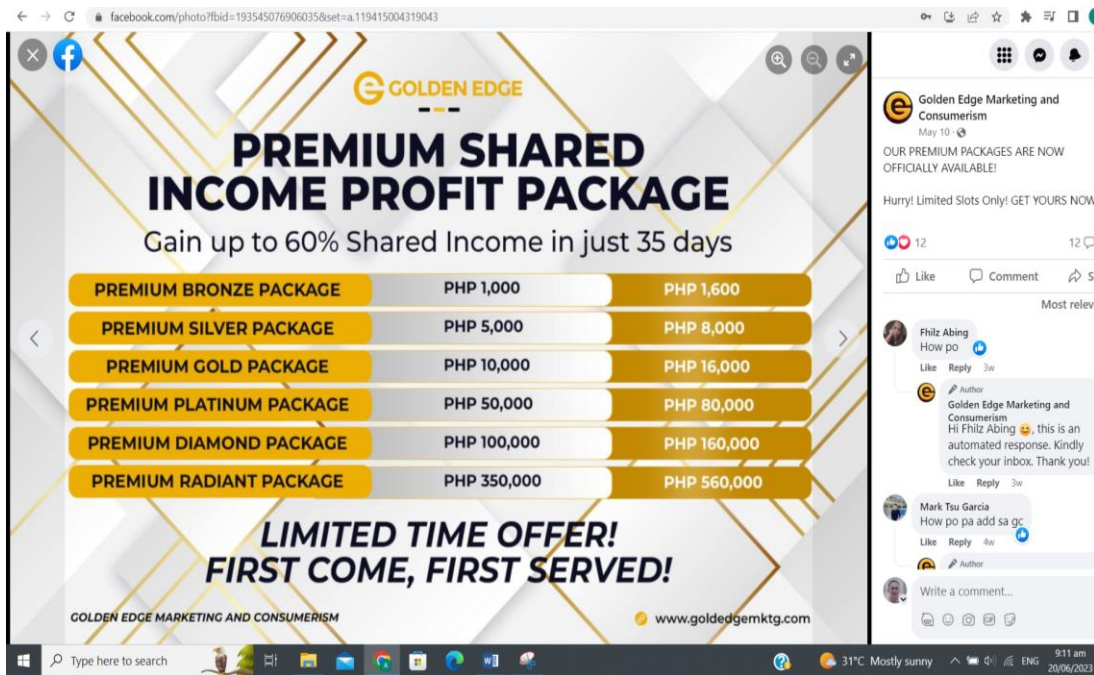 facebook.com/photo?fbid=193545076906035&set=a.119415004319043
GOLDEN EDGE
PREMIUM SHARED
INCOME PROFIT PACKAGE
Gain up to 60% Shared Income in just 35 days
PREMIUM BRONZE PACKAGE PHP 1,000 PHP 1,600
PREMIUM SILVER PACKAGE PHP 5,000 PHP 8,000
PREMIUM GOLD PACKAGE PHP 10,000 PHP 16,000
PREMIUM PLATINUM PACKAGE PHP 50,000 PHP 80,000
PREMIUM DIAMOND PACKAGE PHP 100,000 PHP 160,000
PREMIUM RADIANT PACKAGE PHP 350,000 PHP 560,000
LIMITED TIME OFFER!
FIRST COME, FIRST SERVED!
GOLDEN EDGE MARKETING AND CONSUMERISM www.goldedgemktg.com
Golden Edge Marketing and
Consumerism
May 10
OUR PREMIUM PACKAGES ARE NOW
OFFICIALLY AVAILABLE!
Hurry! Limited Slots Only! GET YOURS NOW
12 12
Like Comment S
Most relev
Fhilz Abing
How po
Like Reply 3w
Author
Golden Edge Marketing and
Consumerism
Hi Fhilz Abing 😊, this is an
automated response. Kindly
check your inbox. Thank you!
Like Reply 3w
Mark Tsu Garcia
How po pa add sa gc
Like Reply 4w
Author
Write a comment...
Type here to search 31°C Mostly sunny ENG 9:11 am
20/06/2023